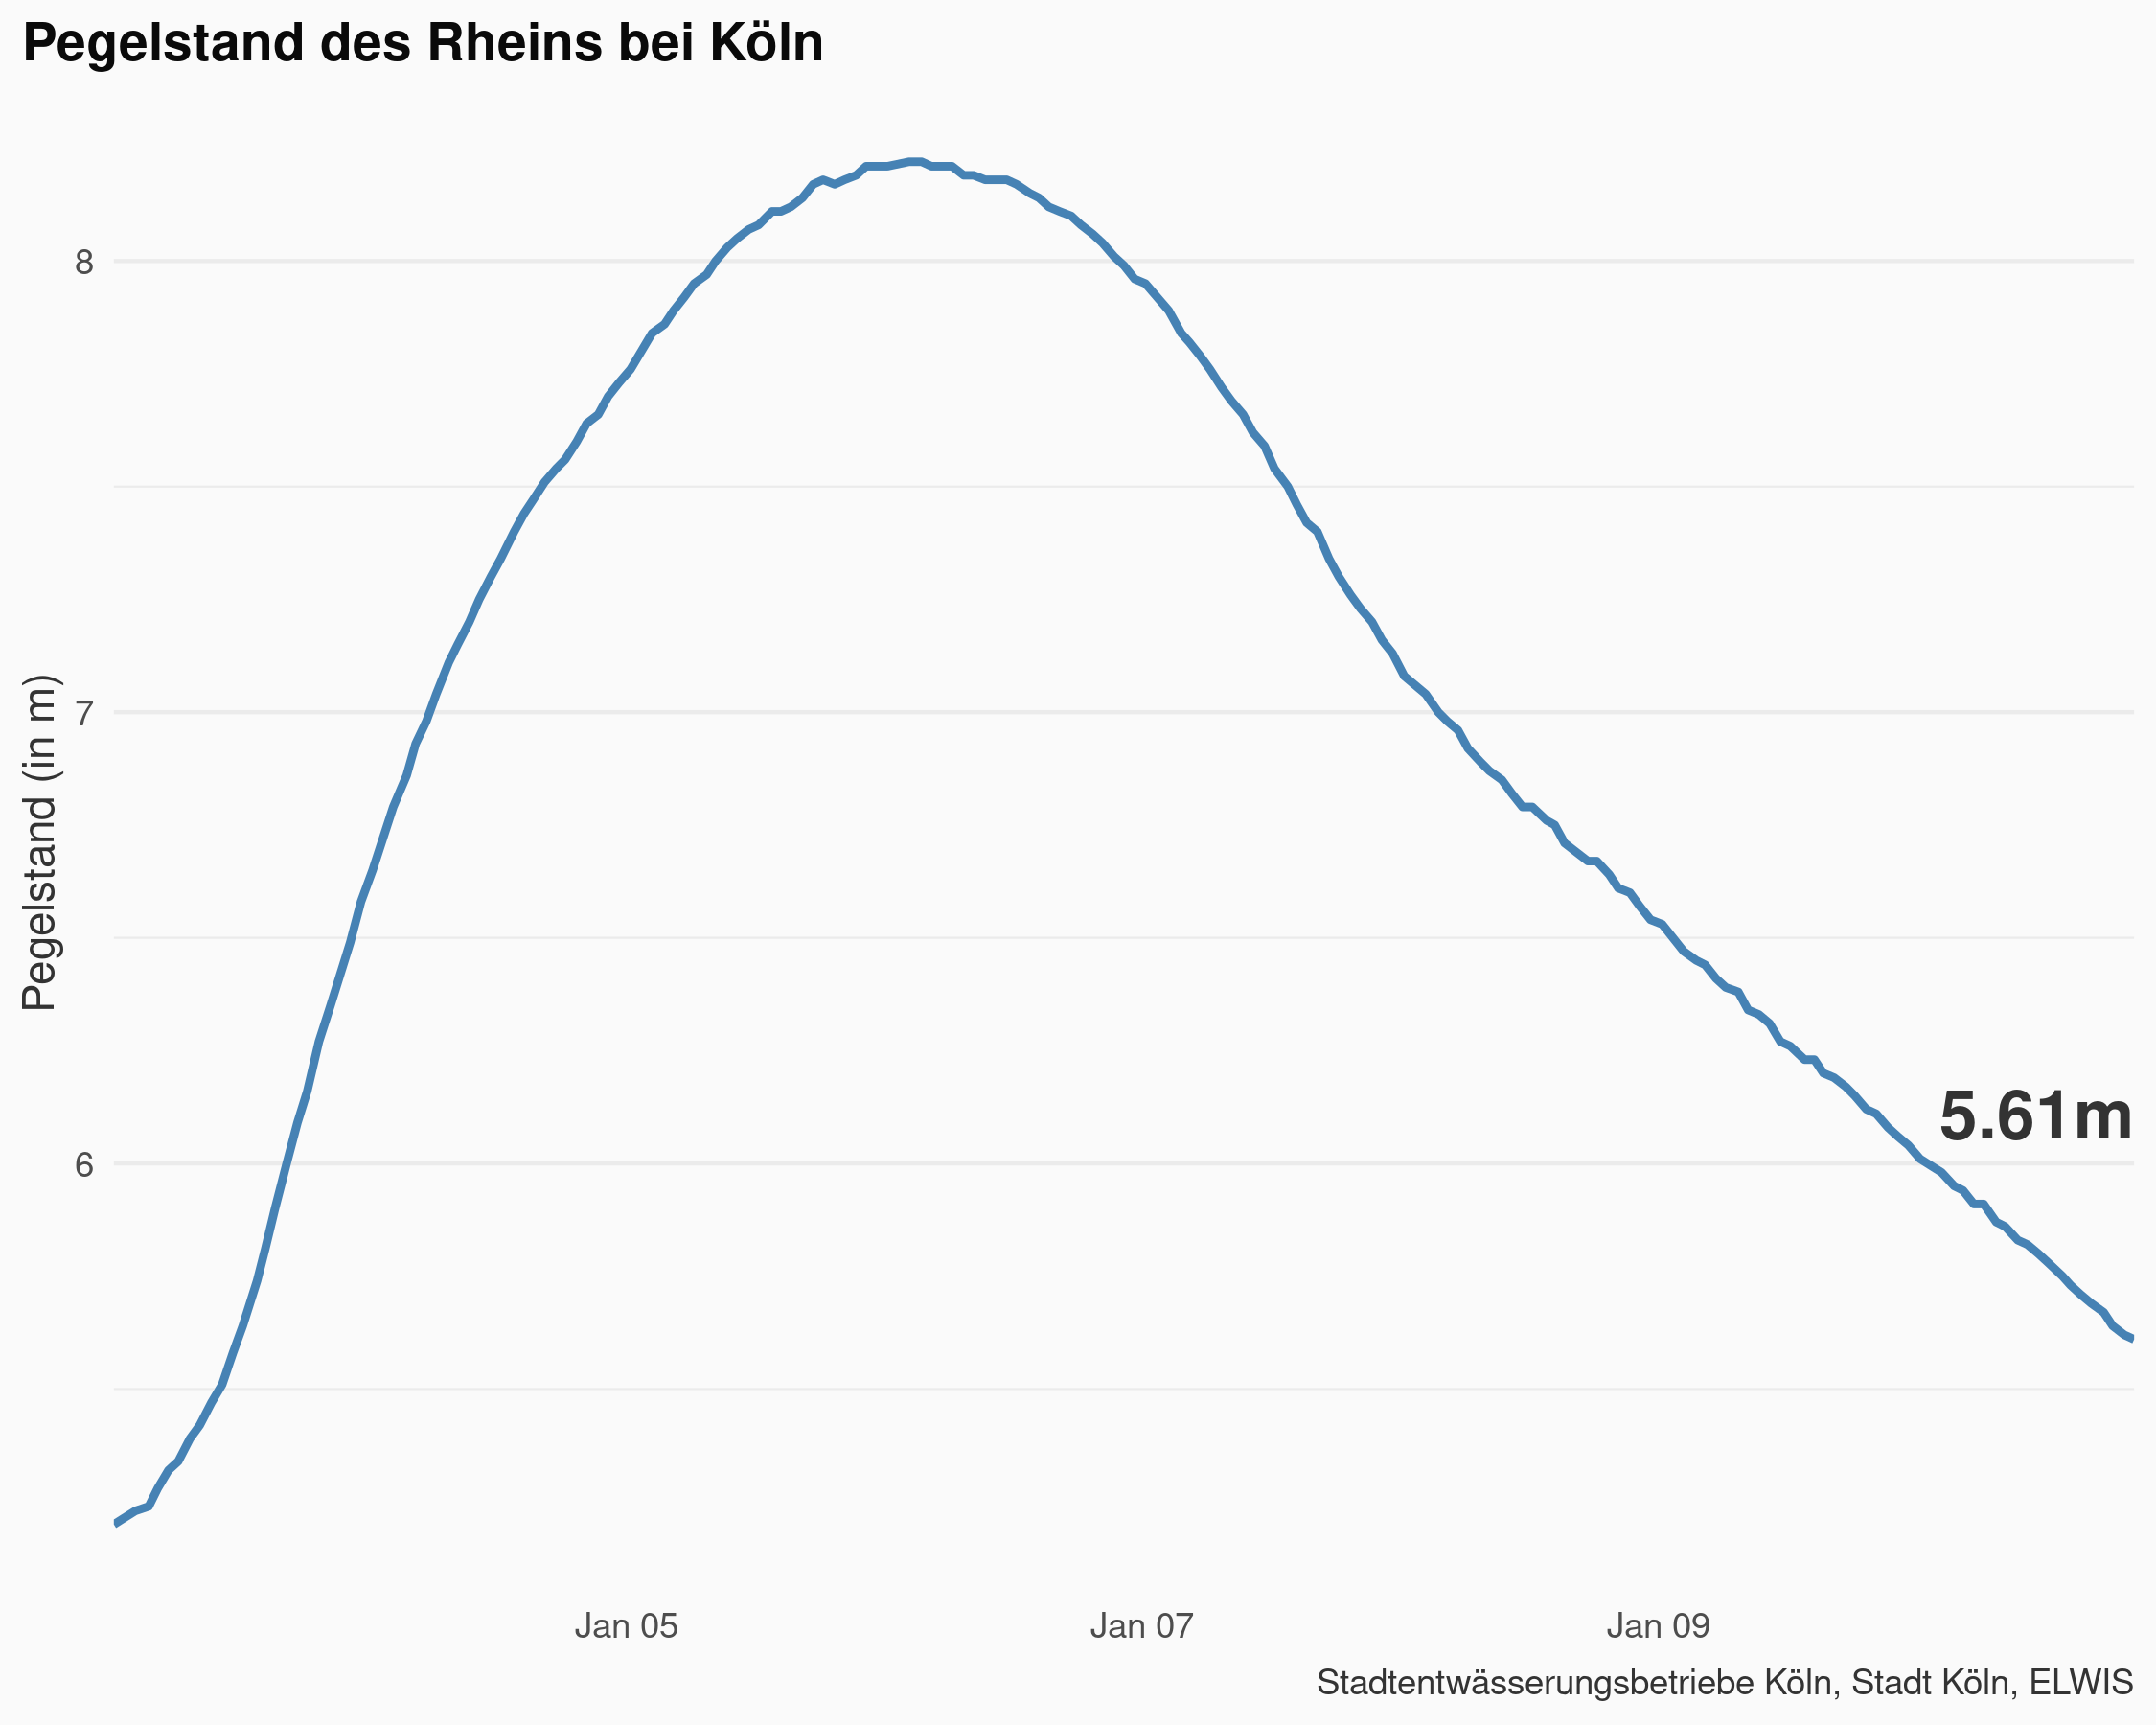 Pegelstand des Rheins bei Köln
Pegelstand (in m)
8
7
6
5.61m
Jan 05
Jan 07
Jan 09
Stadtentwässerungsbetriebe Köln, Stadt Köln, ELWIS